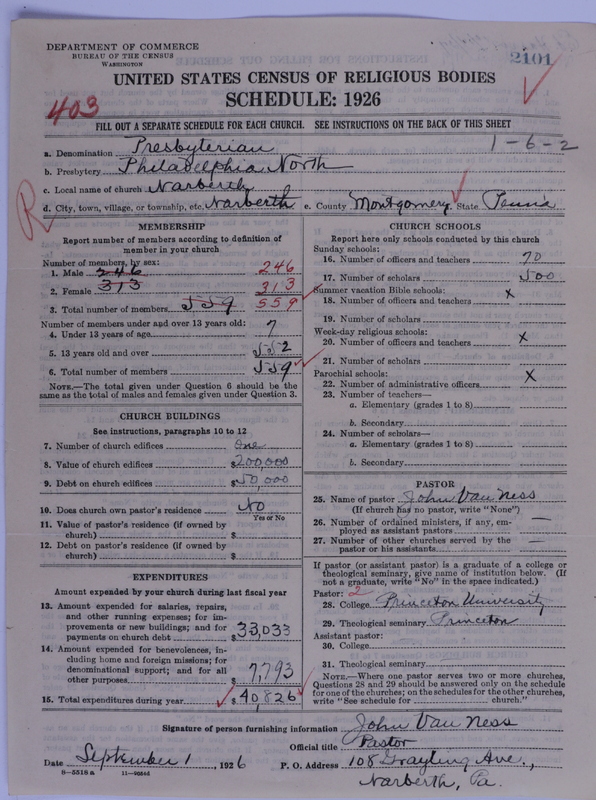 DEPARTMENT OF COMMERCE
BUREAU OF THE CENSUS
WASHINGTON
2101
UNITED STATES CENSUS OF RELIGIOUS BODIES
SCHEDULE: 1926
403
FILL OUT A SEPARATE SCHEDULE FOR EACH CHURCH. SEE INSTRUCTIONS ON THE BACK OF THIS SHEET
1-6-2
a. Denomination Presbyterian
b. Presbytery Philadelphia North
c. Local name of church Narberth
d. City, town, village, or township, etc. Narberth e. County Montgomery State Penn'a
R
MEMBERSHIP
Report number of members according to definition of member in your church
Number of members, by sex:
1. Male 246 246
2. Female 313 313
3. Total number of members 559 559
Number of members under and over 13 years old:
4. Under 13 years of age 7
5. 13 years old and over 552
6. Total number of members 559
NOTE.—The total given under Question 6 should be the same as the total of males and females given under Question 3.
CHURCH BUILDINGS
See instructions, paragraphs 10 to 12
7. Number of church edifices One
8. Value of church edifices $200,000
9. Debt on church edifices $50,000
10. Does church own pastor's residence No
Yes or No
11. Value of pastor's residence (if owned by church) $
12. Debt on pastor's residence (if owned by church) $
EXPENDITURES
Amount expended by your church during last fiscal year
13. Amount expended for salaries, repairs, and other running expenses; for improvements or new buildings; and for payments on church debt $33,033
14. Amount expended for benevolences, including home and foreign missions; for denominational support; and for all other purposes 7,793
15. Total expenditures during year $40,826
CHURCH SCHOOLS
Report here only schools conducted by this church
Sunday schools:
16. Number of officers and teachers 70
17. Number of scholars 500
Summer vacation Bible schools: x
18. Number of officers and teachers
19. Number of scholars
Week-day religious schools:
20. Number of officers and teachers x
21. Number of scholars
Parochial schools: X
22. Number of administrative officers
23. Number of teachers—
a. Elementary (grades 1 to 8)
b. Secondary
24. Number of scholars—
a. Elementary (grades 1 to 8)
b. Secondary
PASTOR
25. Name of pastor John Van Ness
(If church has no pastor, write "None")
26. Number of ordained ministers, if any, employed as assistant pastors —
27. Number of other churches served by the pastor or his assistants —
If pastor (or assistant pastor) is a graduate of a college or theological seminary, give name of institution below. (If not a graduate, write "No" in the space indicated.)
Pastor: 2
28. College Princeton University
29. Theological seminary Princeton
Assistant pastor:
30. College
31. Theological seminary
NOTE.—Where one pastor serves two or more churches, Questions 28 and 29 should be answered only on the schedule for one of the churches; on the schedules for the other churches, write "See schedule for church.
Signature of person furnishing information John Van Ness
Official title Pastor
Date September 1, 1926 P. O. Address 108 Grayling Ave.,
Narberth, Pa.
8—5518 a